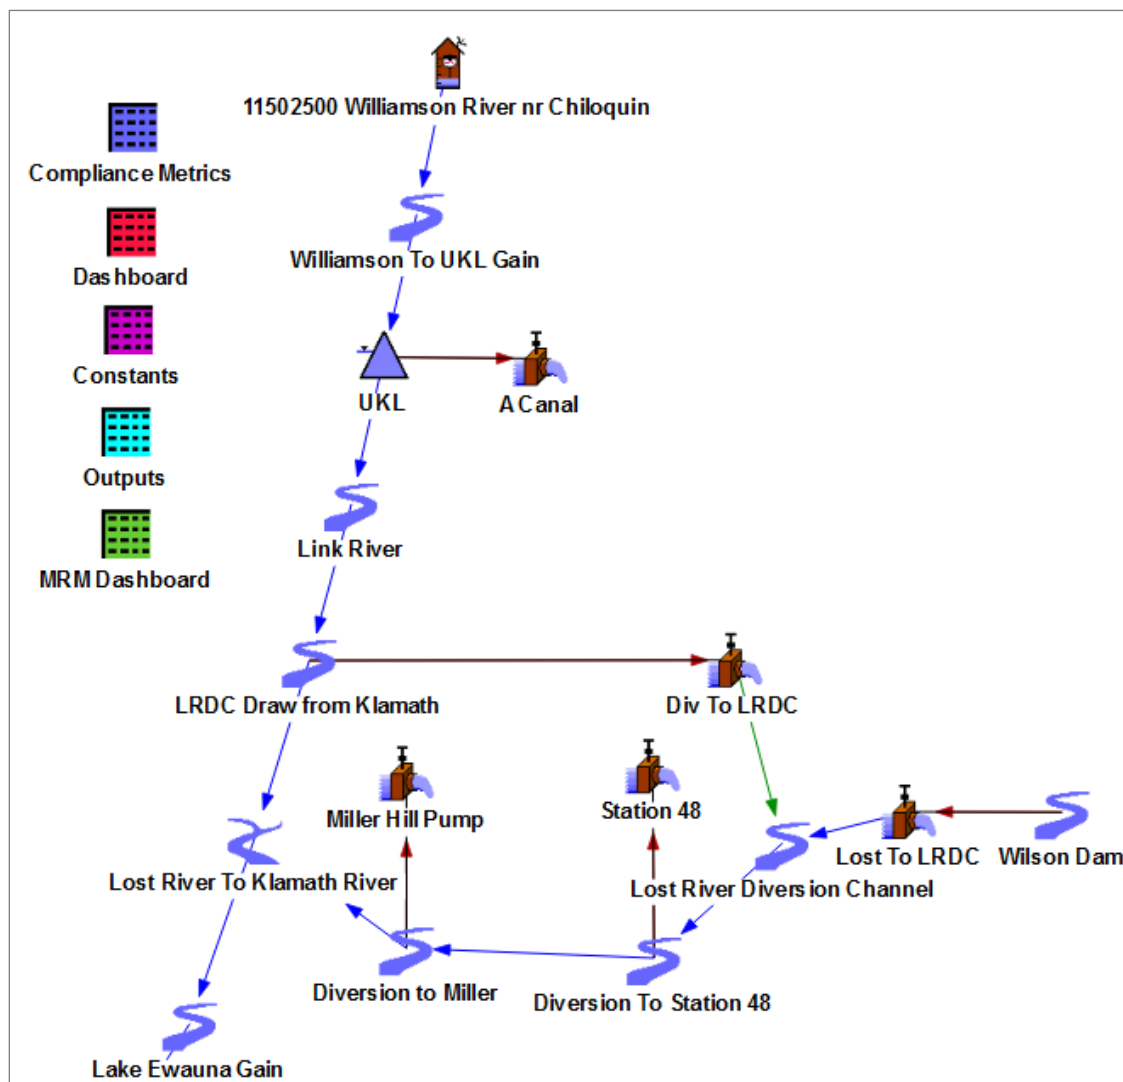 11502500 Williamson River nr Chiloquin
Compliance Metrics
Williamson To UKL Gain
Dashboard
Constants
UKL
A Canal
Outputs
Link River
MRM Dashboard
LRDC Draw from Klamath
Div To LRDC
Miller Hill Pump
Station 48
Lost To LRDC
Wilson Dam
Lost River To Klamath River
Lost River Diversion Channel
Diversion to Miller
Diversion To Station 48
Lake Ewauna Gain